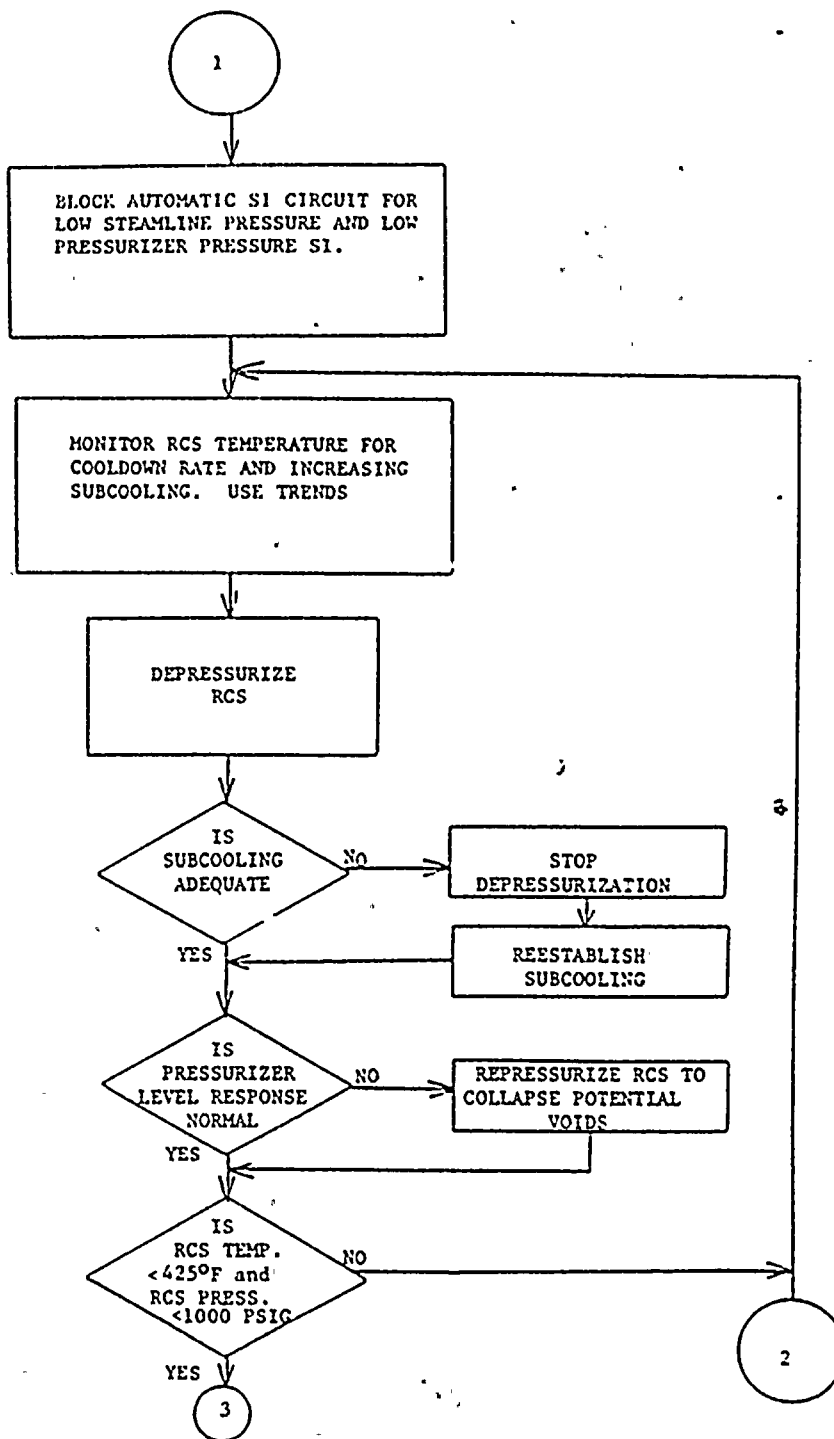 1
BLOCK AUTOMATIC SI CIRCUIT FOR
LOW STEAMLINE PRESSURE AND LOW
PRESSURIZER PRESSURE SI.
MONITOR RCS TEMPERATURE FOR
COOLDOWN RATE AND INCREASING
SUBCOOLING. USE TRENDS
DEPRESSURIZE
RCS
IS
SUBCOOLING
ADEQUATE
NO
STOP
DEPRESSURIZATION
YES
REESTABLISH
SUBCOOLING
IS
PRESSURIZER
LEVEL RESPONSE
NORMAL
NO
REPRESSURIZE RCS TO
COLLAPSE POTENTIAL
VOIDS
YES
IS
RCS TEMP.
<425°F and
RCS PRESS.
<1000 PSIG
NO
2
YES
3